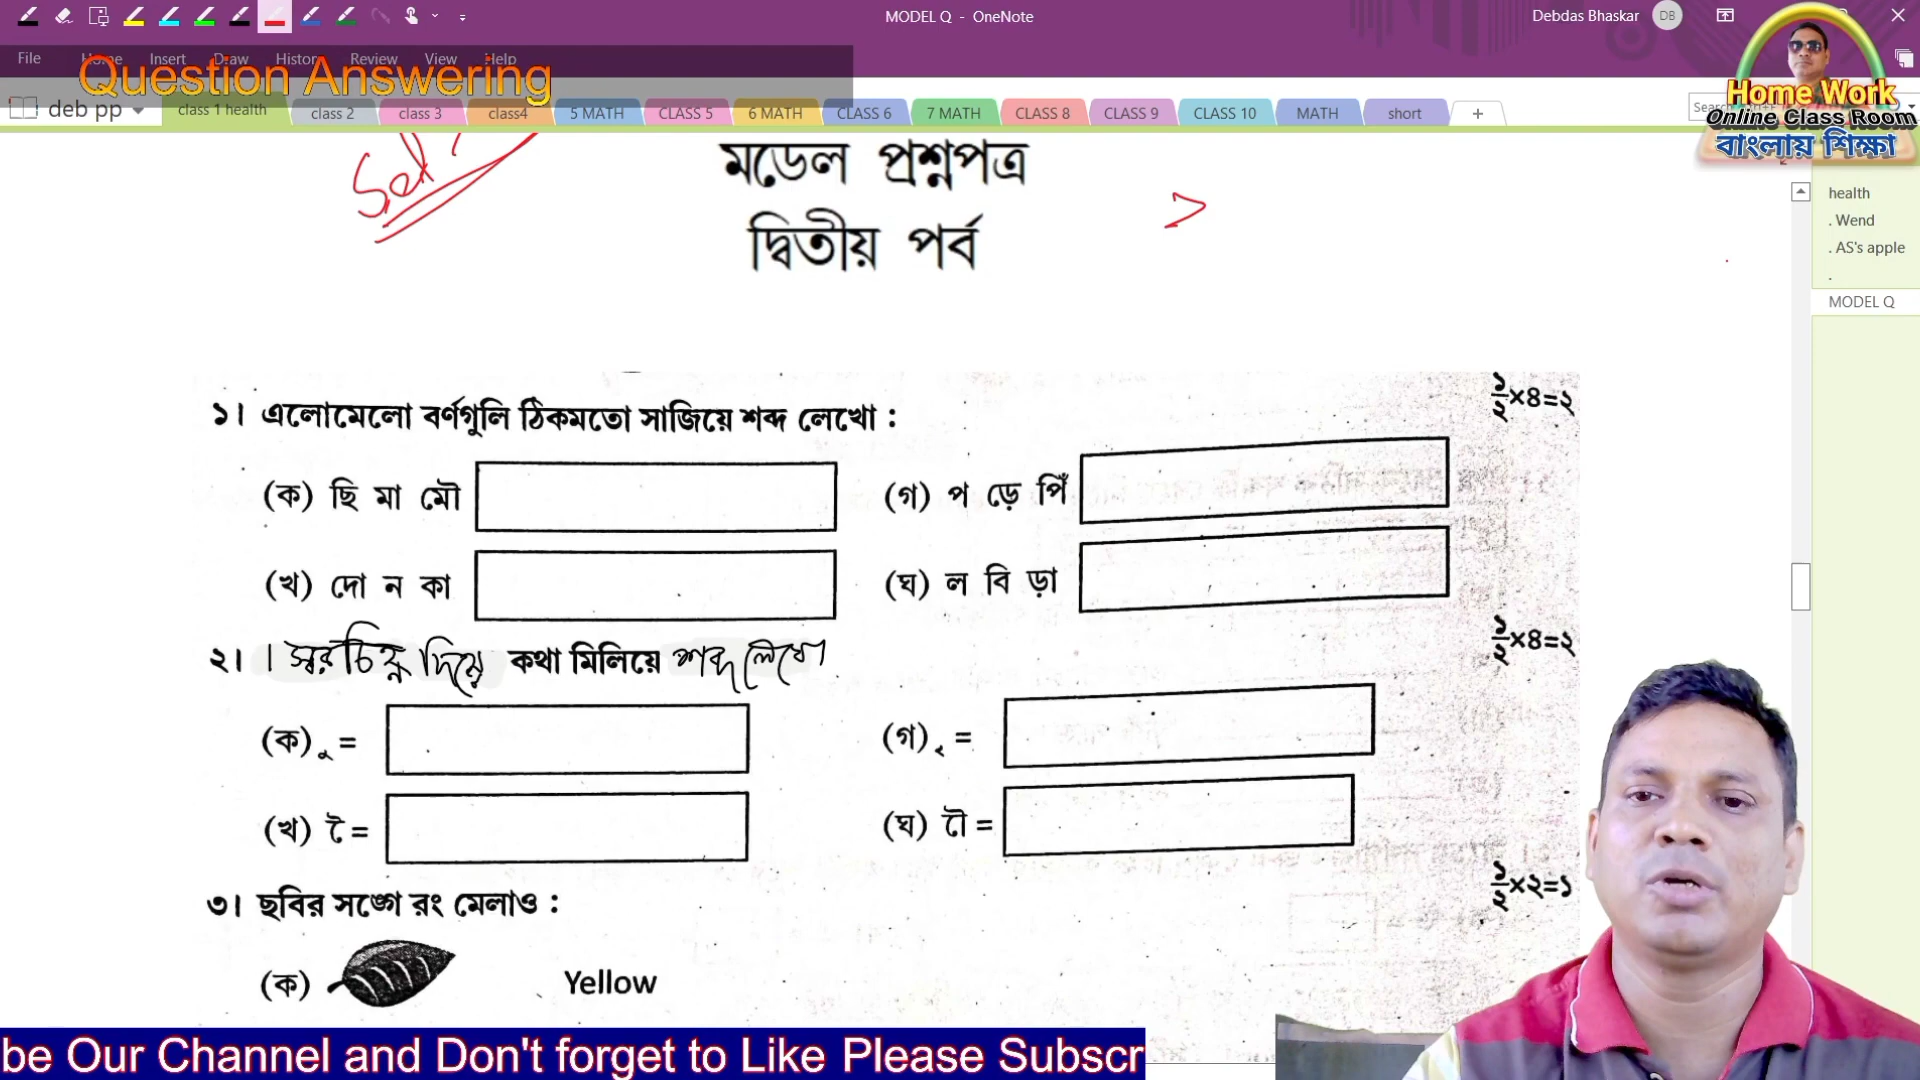 MODEL Q - OneNote
Debdas Bhaskar DB
File Home Insert Draw History Review View Help
Question Answering
Home Work
Online Class Room
বাংলায় শিক্ষা
deb pp class 1 health class 2 class 3 class4 5 MATH CLASS 5 6 MATH CLASS 6 7 MATH CLASS 8 CLASS 9 CLASS 10 MATH short +
health
. Wend
. AS's apple
.
MODEL Q
মডেল প্রশ্নপত্র
দ্বিতীয় পর্ব
১। এলোমেলো বর্ণগুলি ঠিকমতো সাজিয়ে শব্দ লেখো : ১/২×৪=২
(ক) ছি মা মৌ (গ) প ড়ে পিঁ
(খ) দো ন কা (ঘ) ল বি ড়া
২। । স্বরচিহ্ন দিয়ে কথা মিলিয়ে শব্দ লেখো ১/২×৪=২
(ক) ু = (গ) ৃ =
(খ) ৈ = (ঘ) ৌ =
৩। ছবির সঙ্গে রং মেলাও : ১/২×২=১
(ক) Yellow
be Our Channel and Don't forget to Like Please Subscr